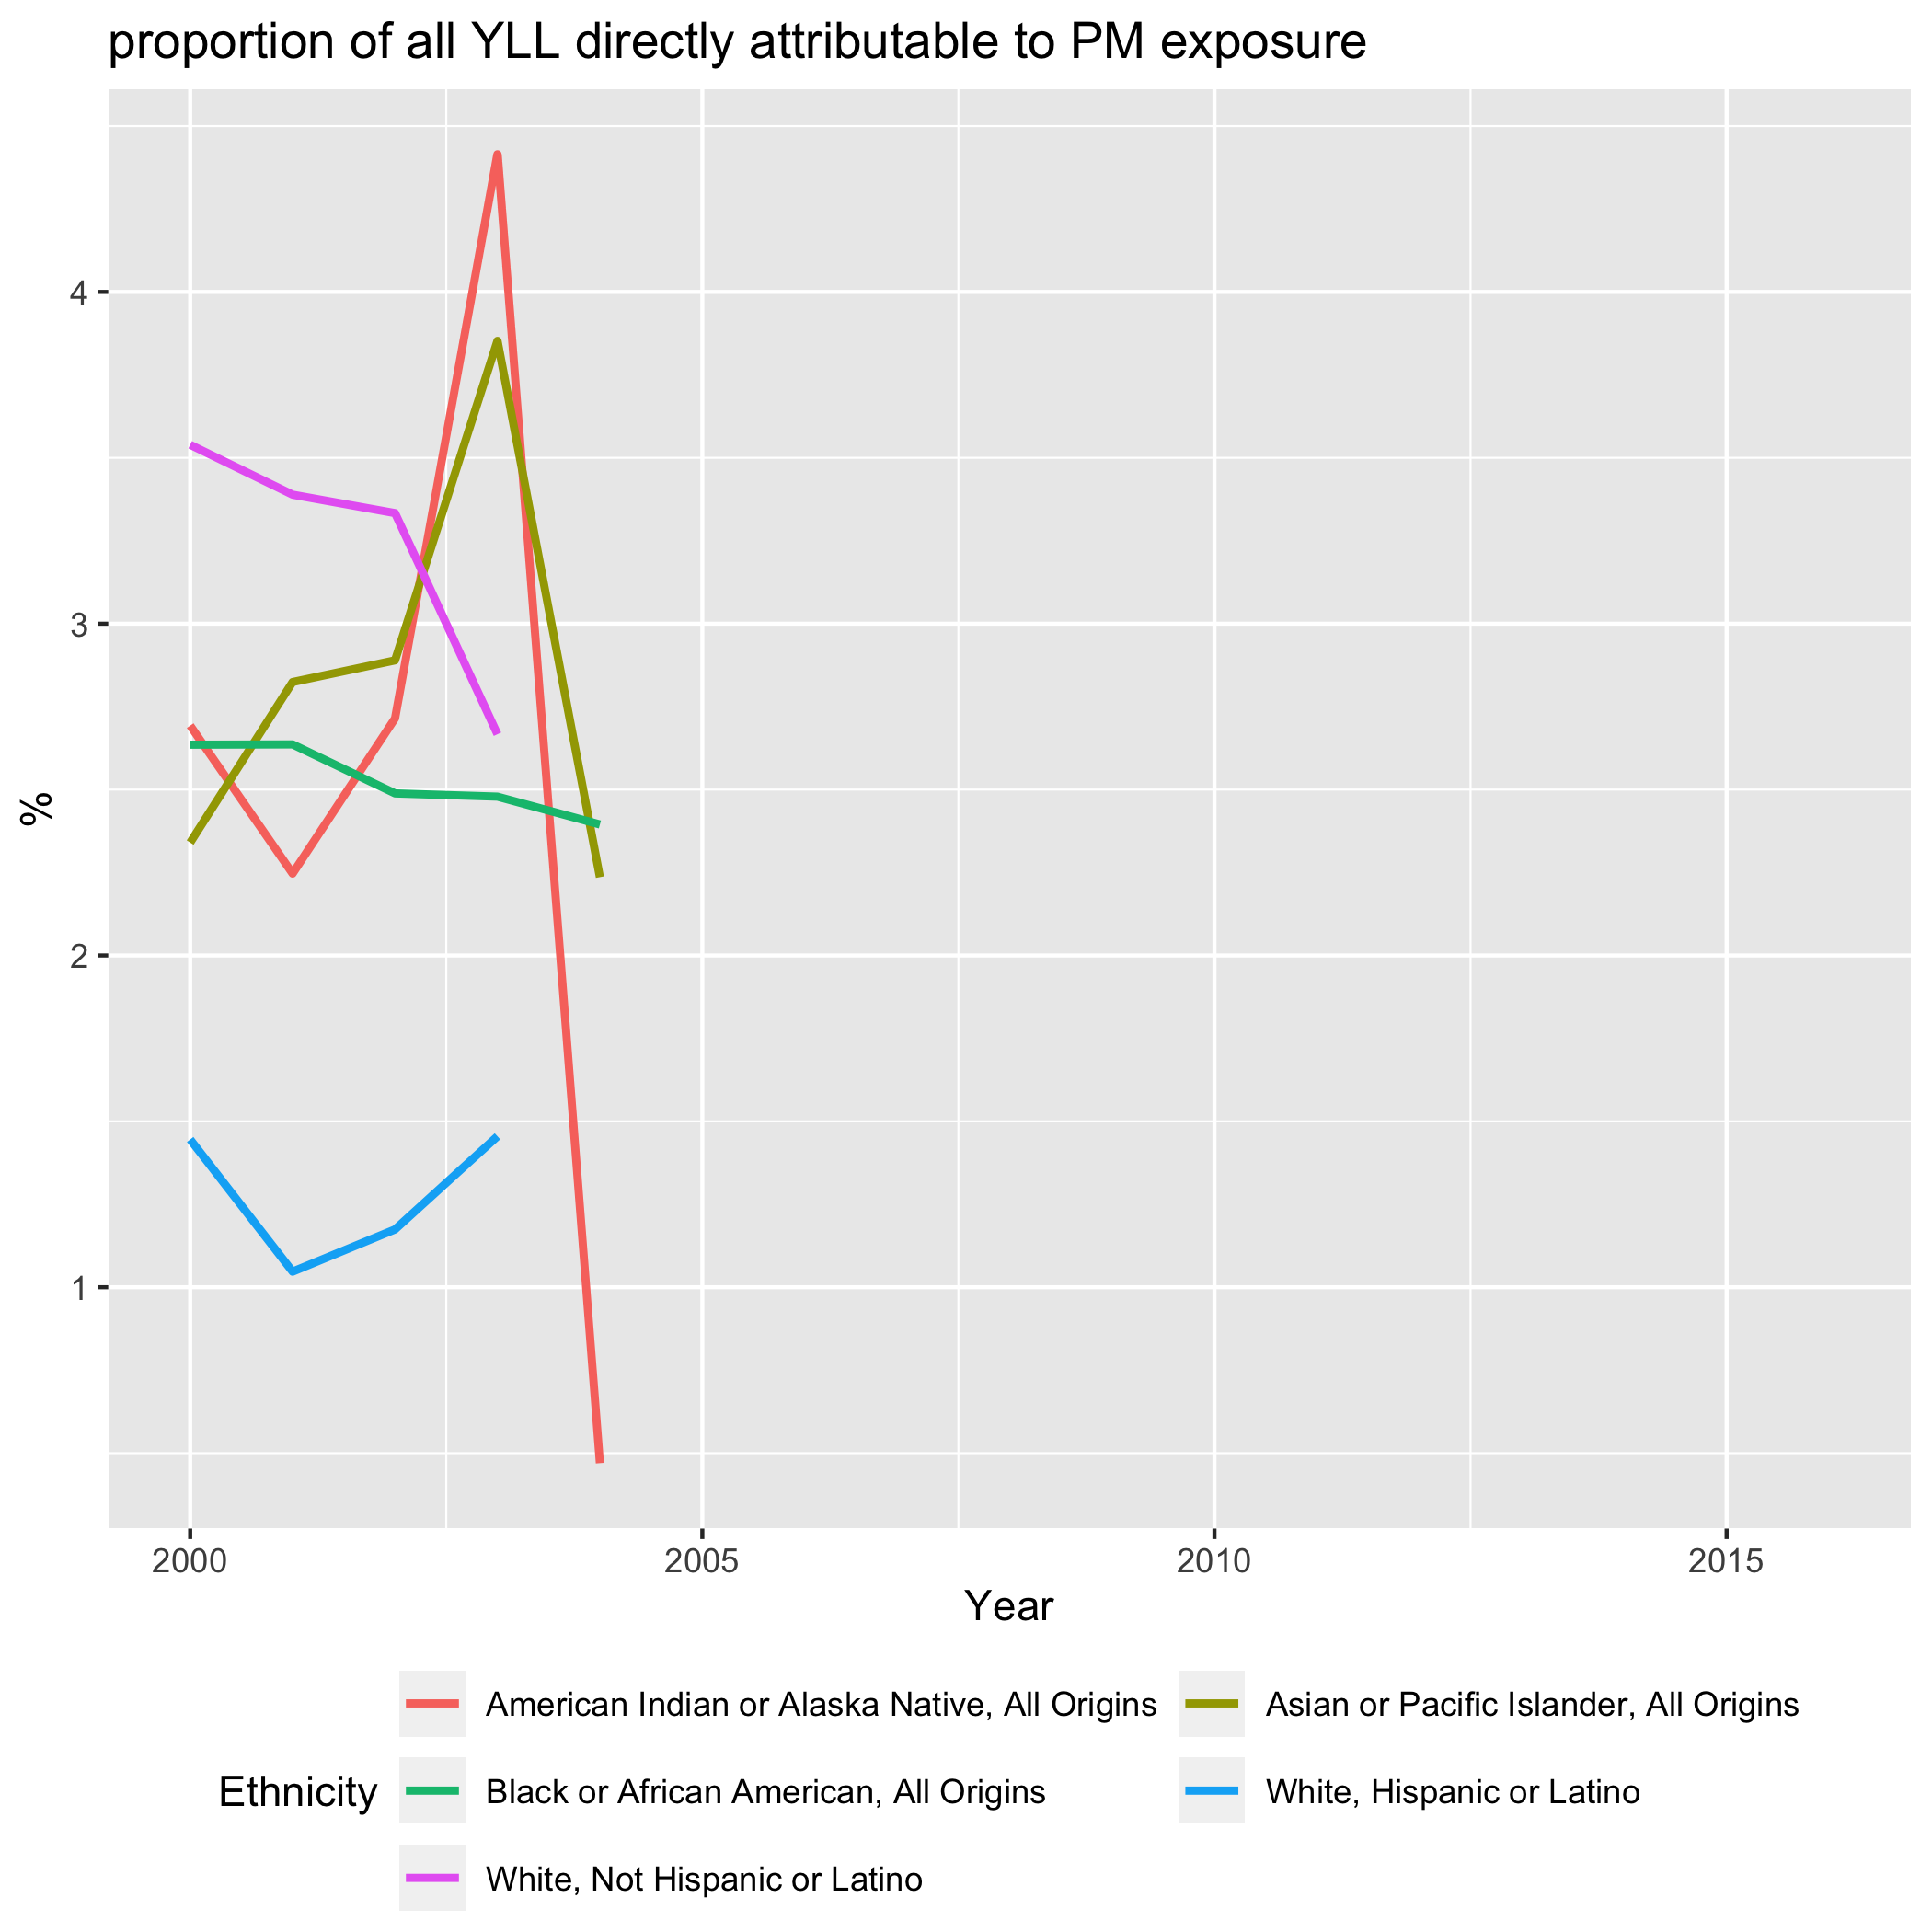 proportion of all YLL directly attributable to PM exposure
4
3
2
1
%
2000 2005 2010 2015
Year
Ethnicity
American Indian or Alaska Native, All Origins
Asian or Pacific Islander, All Origins
Black or African American, All Origins
White, Hispanic or Latino
White, Not Hispanic or Latino